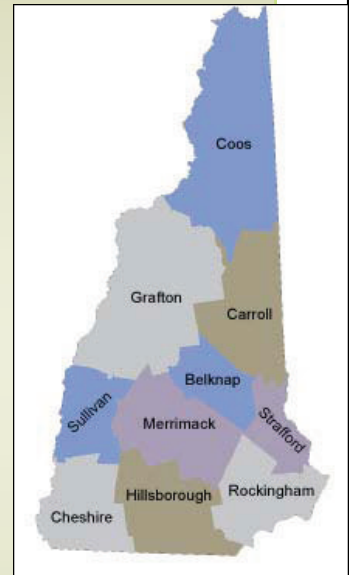 Coos
Grafton
Carroll
Belknap
Sullivan
Merrimack
Strafford
Hillsborough
Rockingham
Cheshire